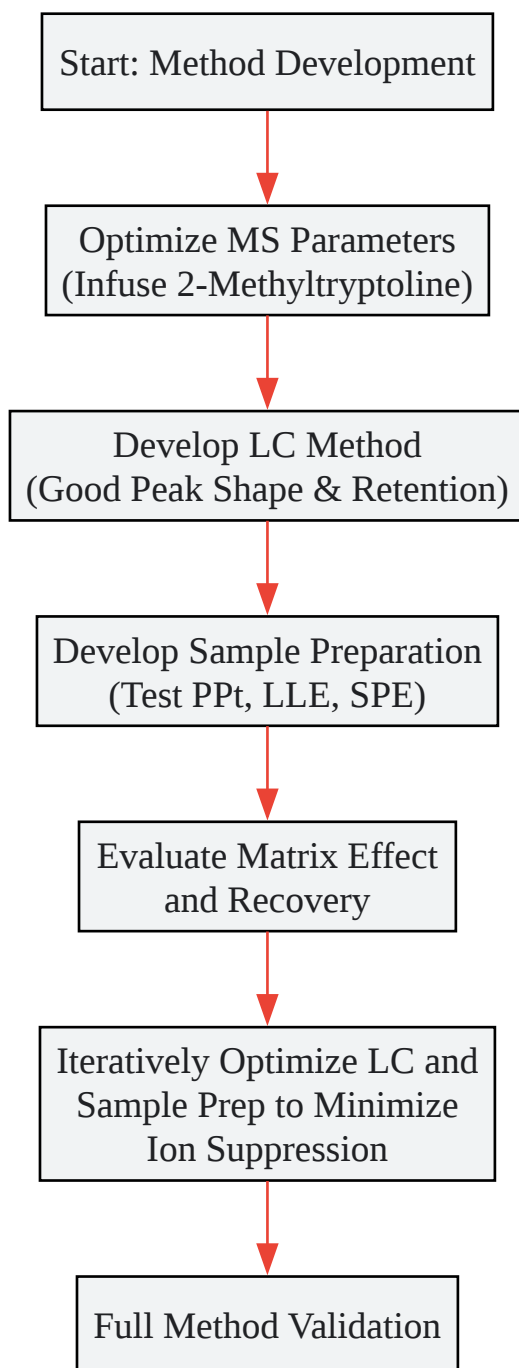 Start: Method Development
Optimize MS Parameters
(Infuse 2-Methyltryptoline)
Develop LC Method
(Good Peak Shape & Retention)
Develop Sample Preparation
(Test PPt, LLE, SPE)
Evaluate Matrix Effect
and Recovery
Iteratively Optimize LC and
Sample Prep to Minimize
Ion Suppression
Full Method Validation